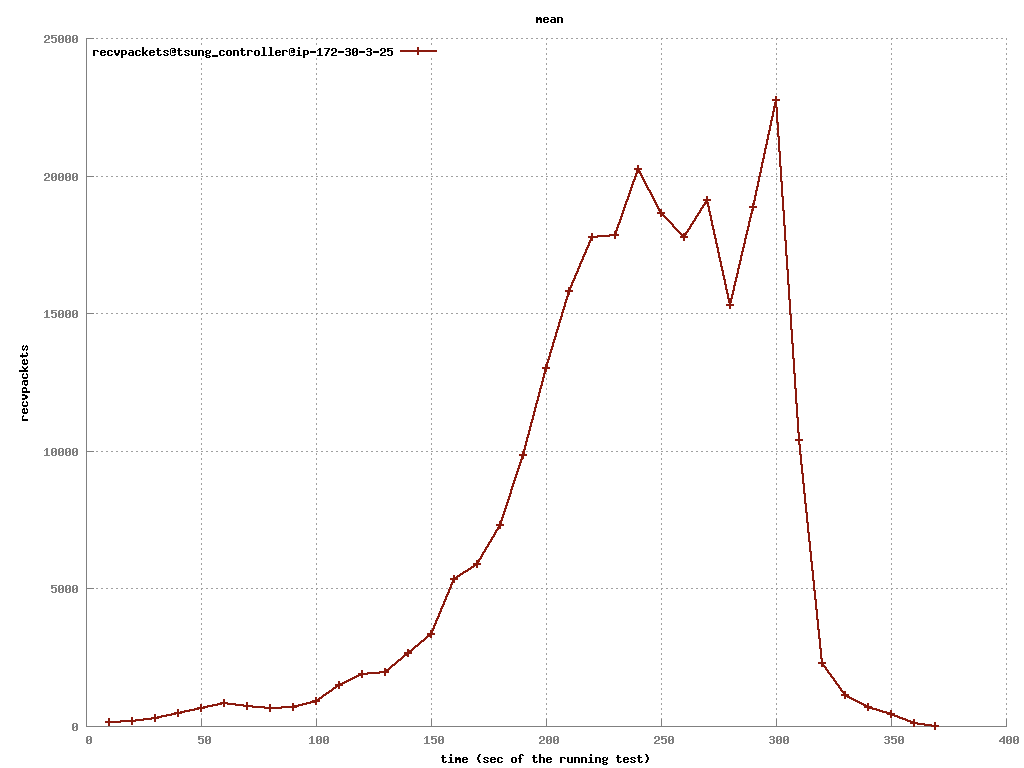 mean
25000
recvpackets@tsung_controller@ip-172-30-3-25
20000
15000
recvpackets
10000
5000
0
0 50 100 150 200 250 300 350 400
time (sec of the running test)